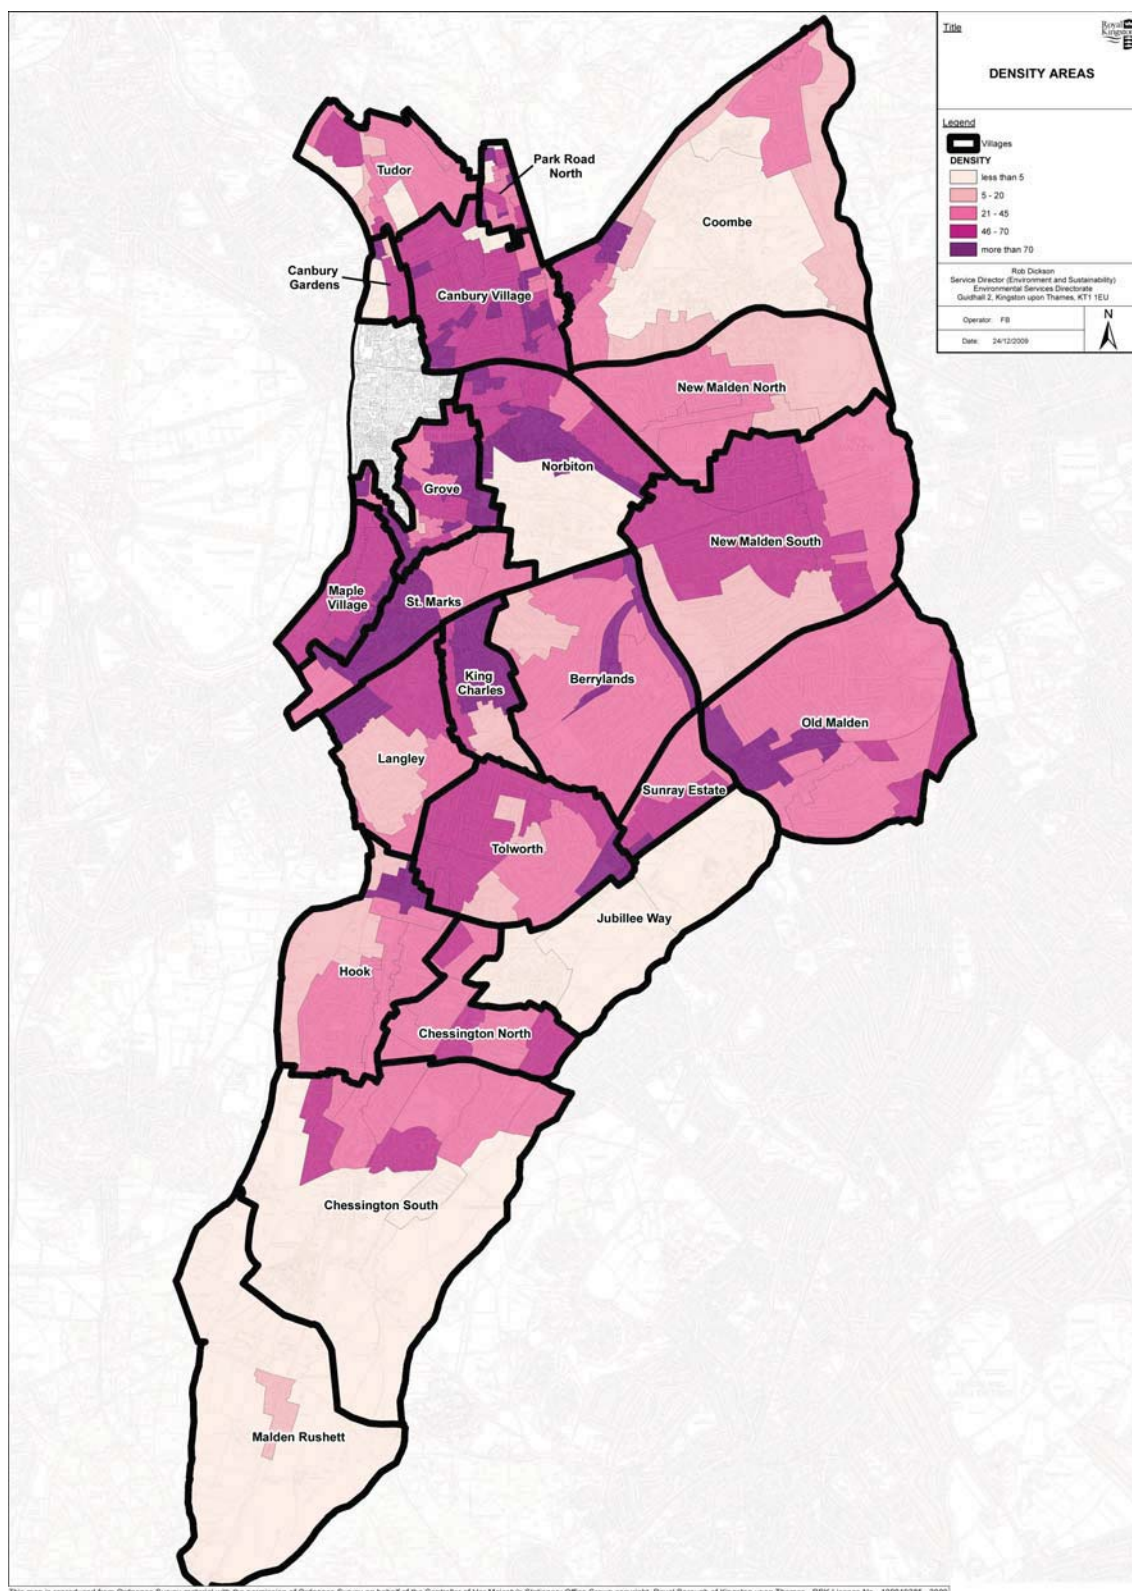 Title
Royal
Kingston
DENSITY AREAS
Legend
Villages
DENSITY
less than 5
5 - 20
21 - 45
46 - 70
more than 70
Rob Dickson
Service Director (Environment and Sustainability)
Environmental Services Directorate
Guildhall 2, Kingston upon Thames, KT1 1EU
Operator: FB
Date: 24/12/2009
N
Tudor
Park Road
North
Coombe
Canbury
Gardens
Canbury Village
New Malden North
Norbiton
Grove
New Malden South
Maple
Village
St. Marks
King
Charles
Berrylands
Old Malden
Langley
Sunray Estate
Tolworth
Jubillee Way
Hook
Chessington North
Chessington South
Malden Rushett